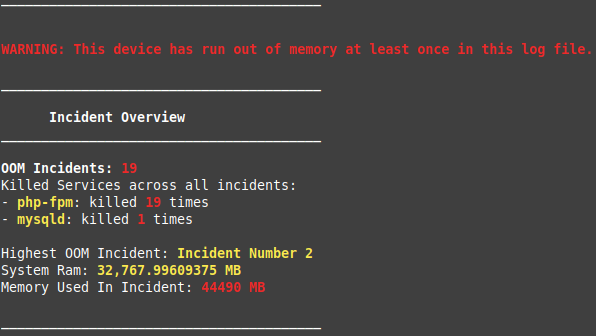 WARNING: This device has run out of memory at least once in this log file.
Incident Overview
OOM Incidents: 19
Killed Services across all incidents:
- php-fpm: killed 19 times
- mysqld: killed 1 times
Highest OOM Incident: Incident Number 2
System Ram: 32,767.99609375 MB
Memory Used In Incident: 44490 MB